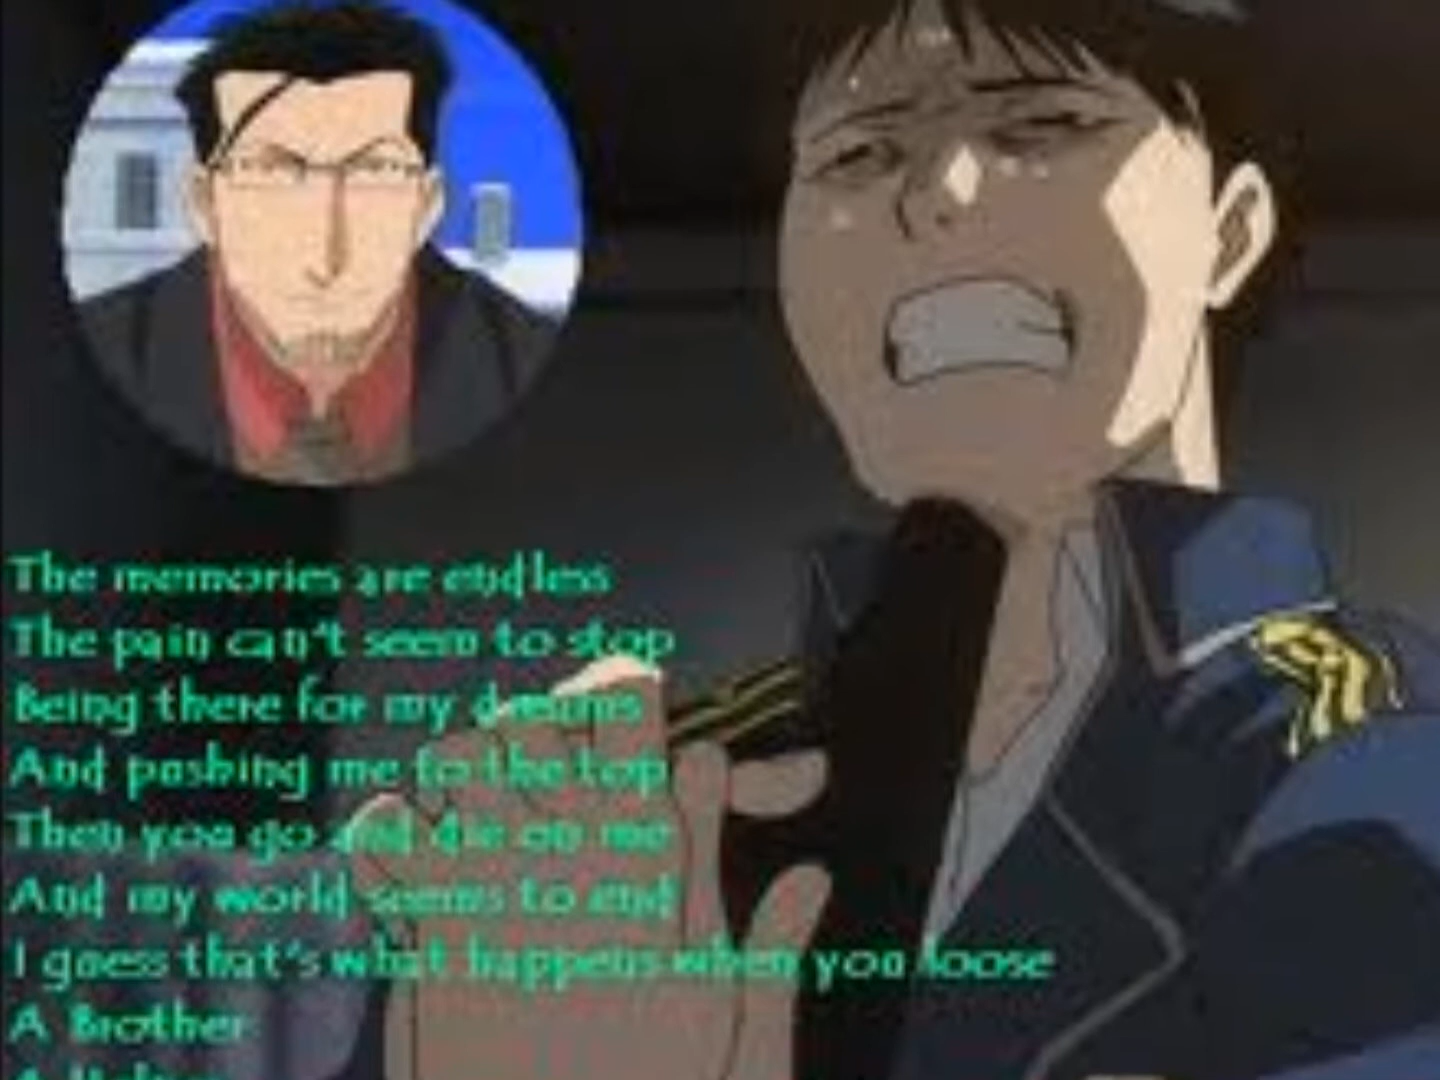 The memories are endless
The pain can't seem to stop
Being there for my dreams
And pushing me to the top
Then you go and die on me
And my world seems to end
I guess that's what happens when you loose
A Brother
A